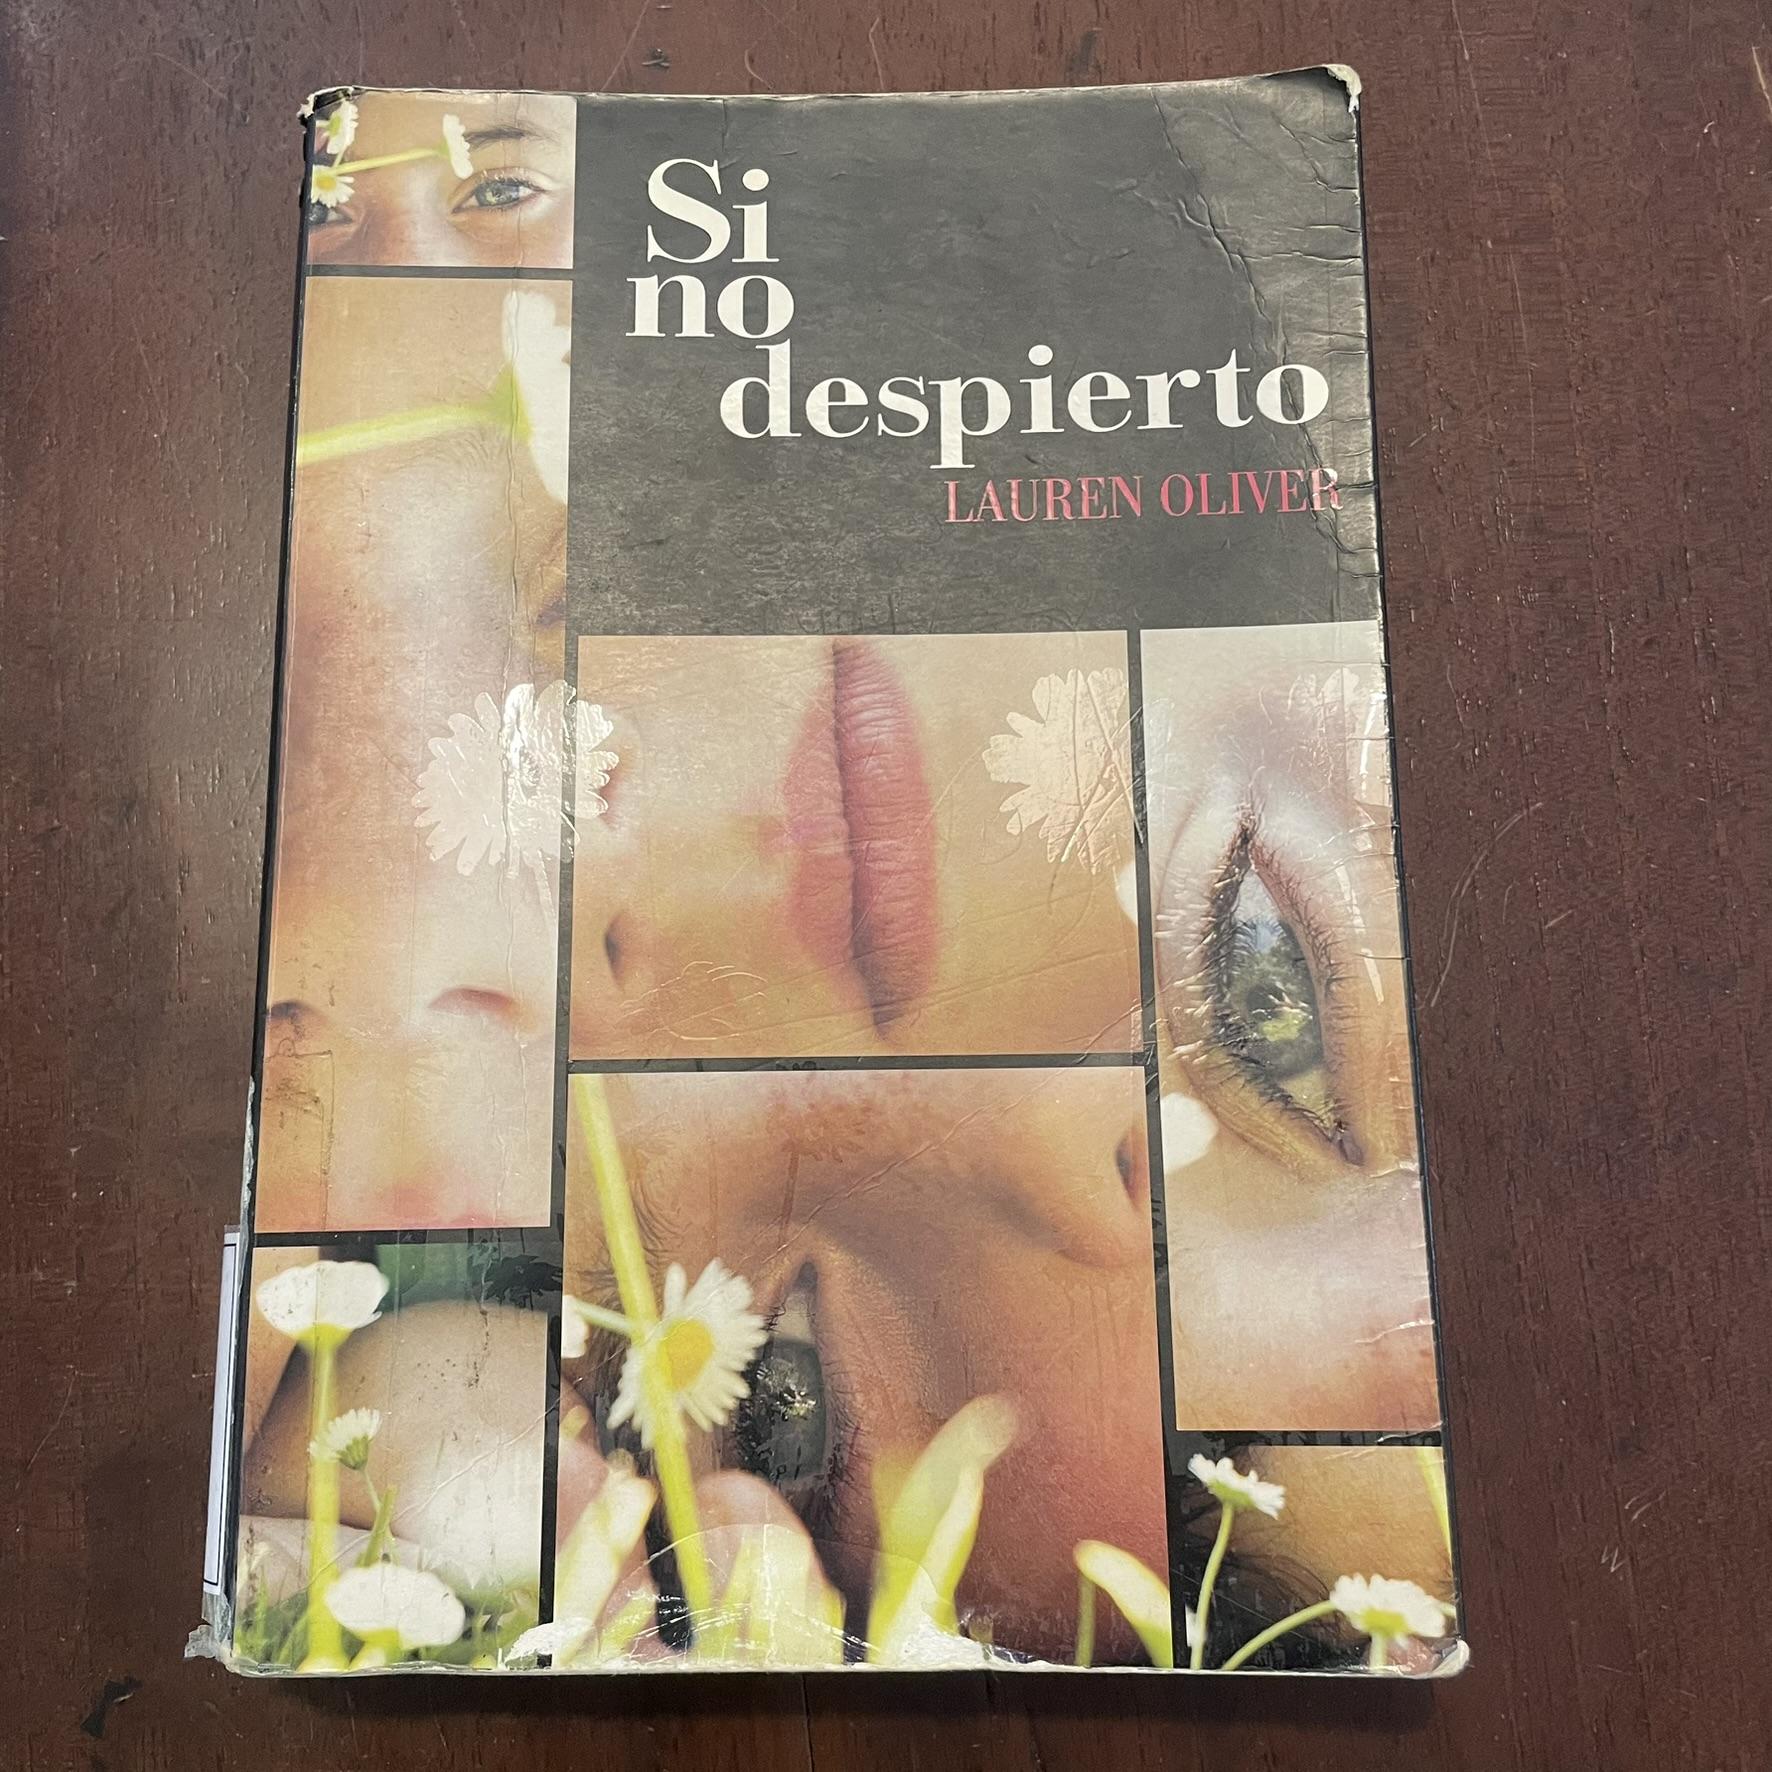 Si
no
despierto
LAUREN OLIVER